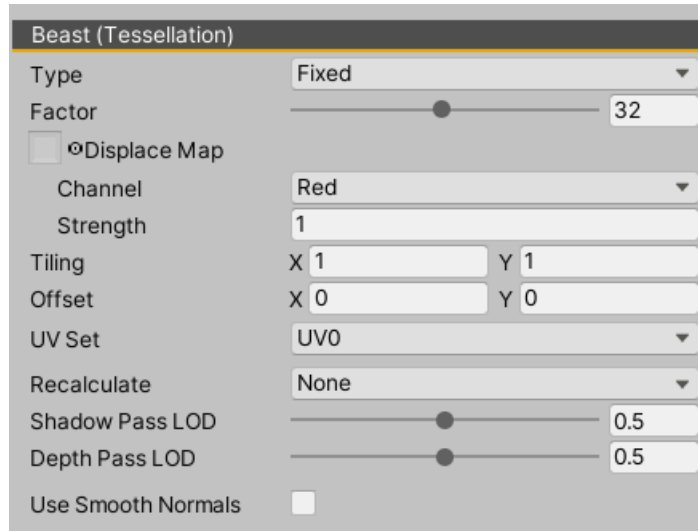 Beast (Tessellation)
Type Fixed
Factor 32
Displace Map
Channel Red
Strength 1
Tiling X 1 Y 1
Offset X 0 Y 0
UV Set UV0
Recalculate None
Shadow Pass LOD 0.5
Depth Pass LOD 0.5
Use Smooth Normals